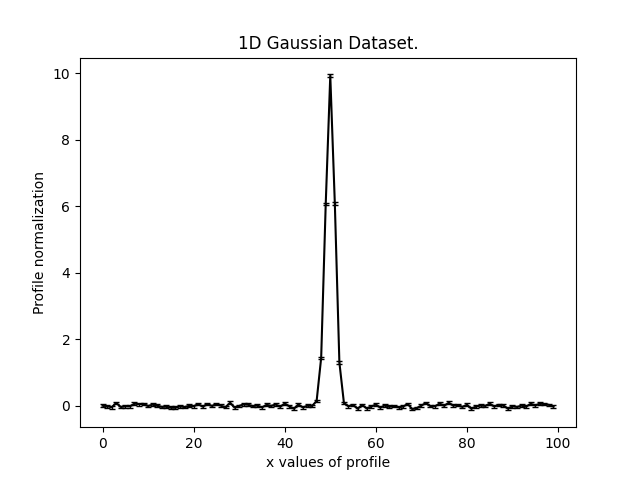 1D Gaussian Dataset.
10
8
6
4
2
0
Profile normalization
0 20 40 60 80 100
x values of profile